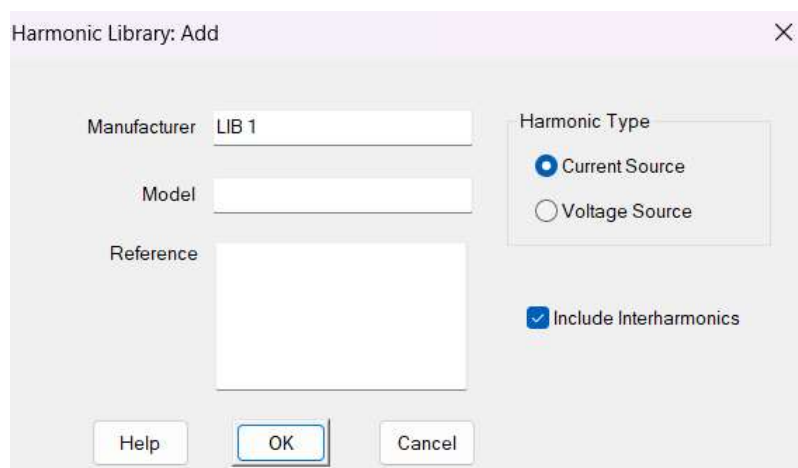 Harmonic Library: Add
Manufacturer LIB 1
Harmonic Type
Current Source
Model
Voltage Source
Reference
Include Interharmonics
Help OK Cancel